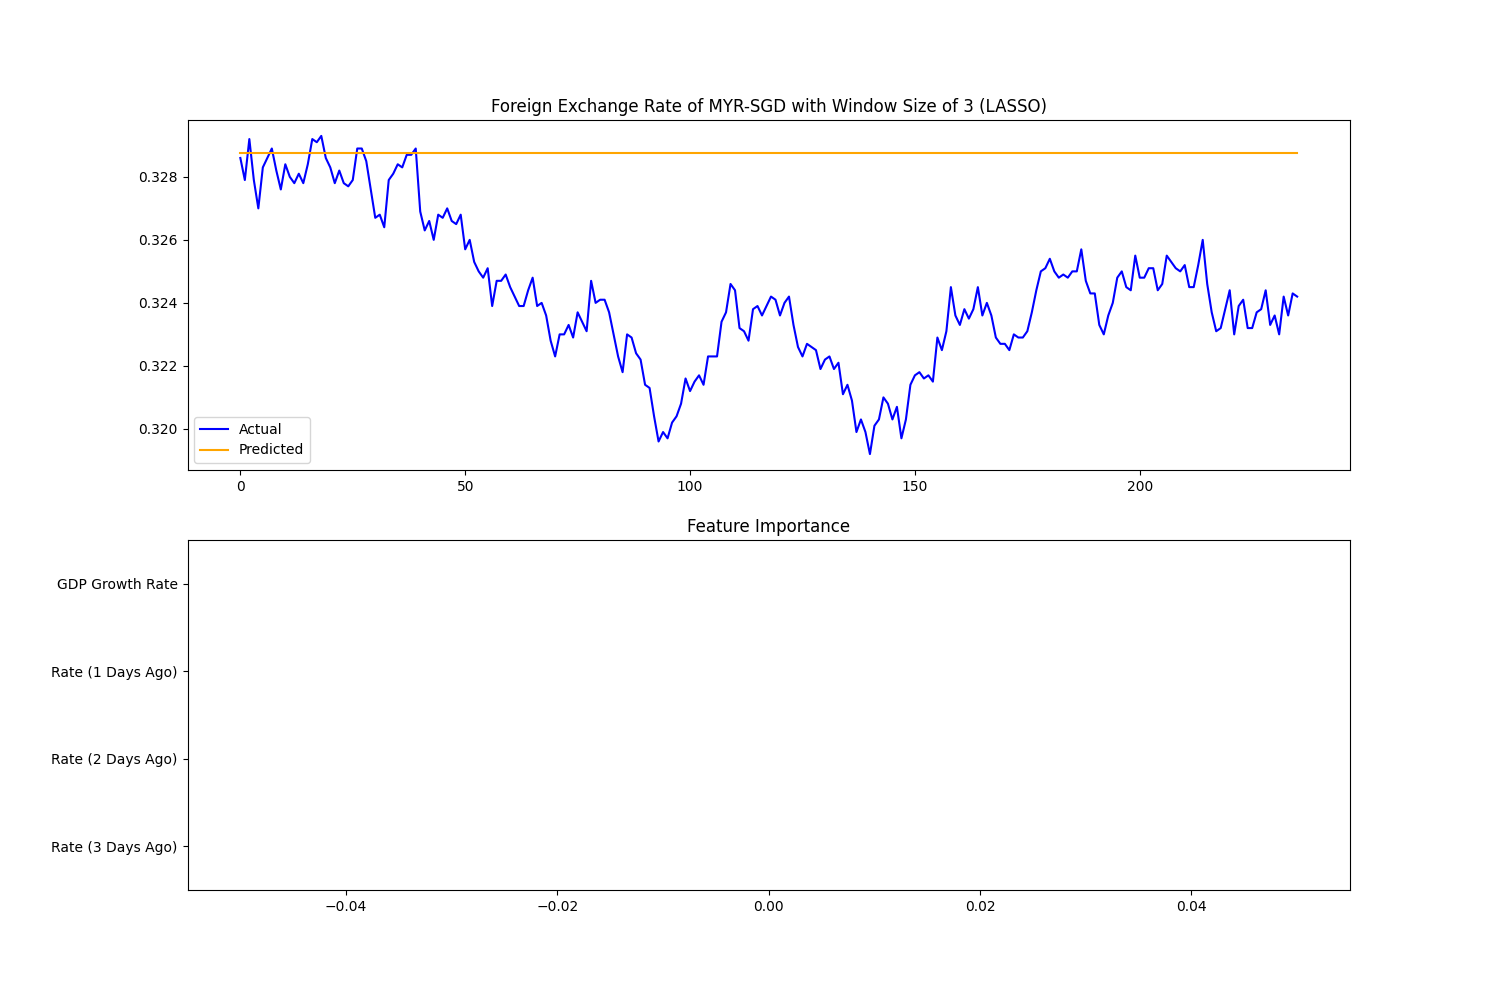 Foreign Exchange Rate of MYR-SGD with Window Size of 3 (LASSO)
0.328
0.326
0.324
0.322
0.320
Actual
Predicted
0 50 100 150 200
Feature Importance
GDP Growth Rate
Rate (1 Days Ago)
Rate (2 Days Ago)
Rate (3 Days Ago)
−0.04 −0.02 0.00 0.02 0.04